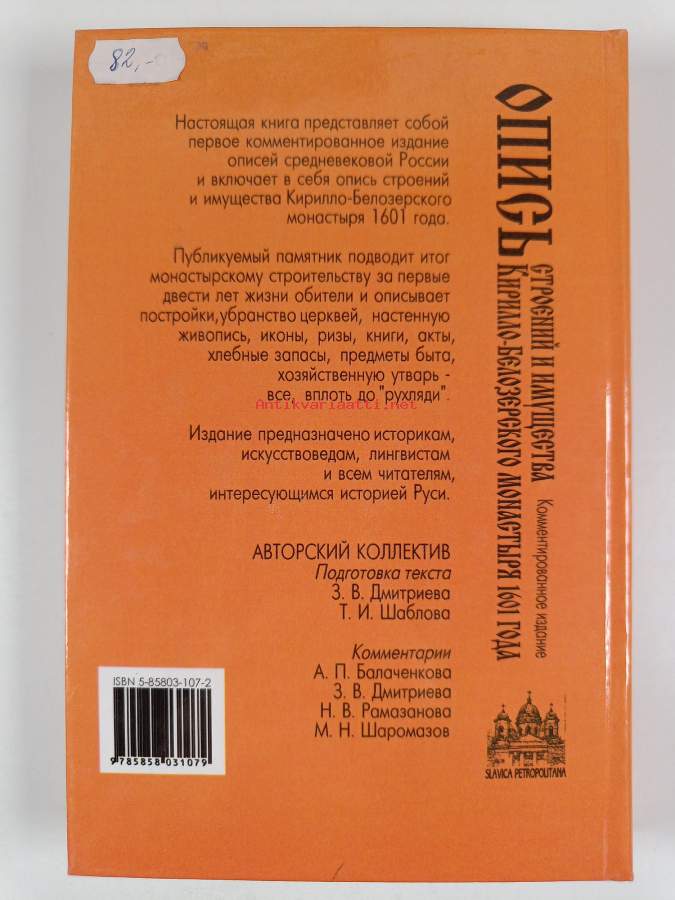 82,-
Настоящая книга представляет собой
первое комментированное издание
описей средневековой России
и включает в себя опись строений
и имущества Кирилло-Белозерского
монастыря 1601 года.
Публикуемый памятник подводит итог
монастырскому строительству за первые
двести лет жизни обители и описывает
постройки, убранство церквей, настенную
живопись, иконы, ризы, книги, акты,
хлебные запасы, предметы быта,
хозяйственную утварь -
все, вплоть до "рухляди".
Antikvariaatti.net
Издание предназначено историкам,
искусствоведам, лингвистам
и всем читателям,
интересующимся историей Руси.
АВТОРСКИЙ КОЛЛЕКТИВ
Подготовка текста
З. В. Дмитриева
Т. И. Шаблова
Комментарии
А. П. Балаченкова
З. В. Дмитриева
Н. В. Рамазанова
М. Н. Шаромазов
ISBN 5-85803-107-2
9 785858 031079
ОПИСЬ
СТРОЕНИЙ И ИМУЩЕСТВА
КИРИЛЛО-БЕЛОЗЕРСКОГО МОНАСТЫРЯ 1601 ГОДА
Комментированное издание
SLAVICA PETROPOLITANA